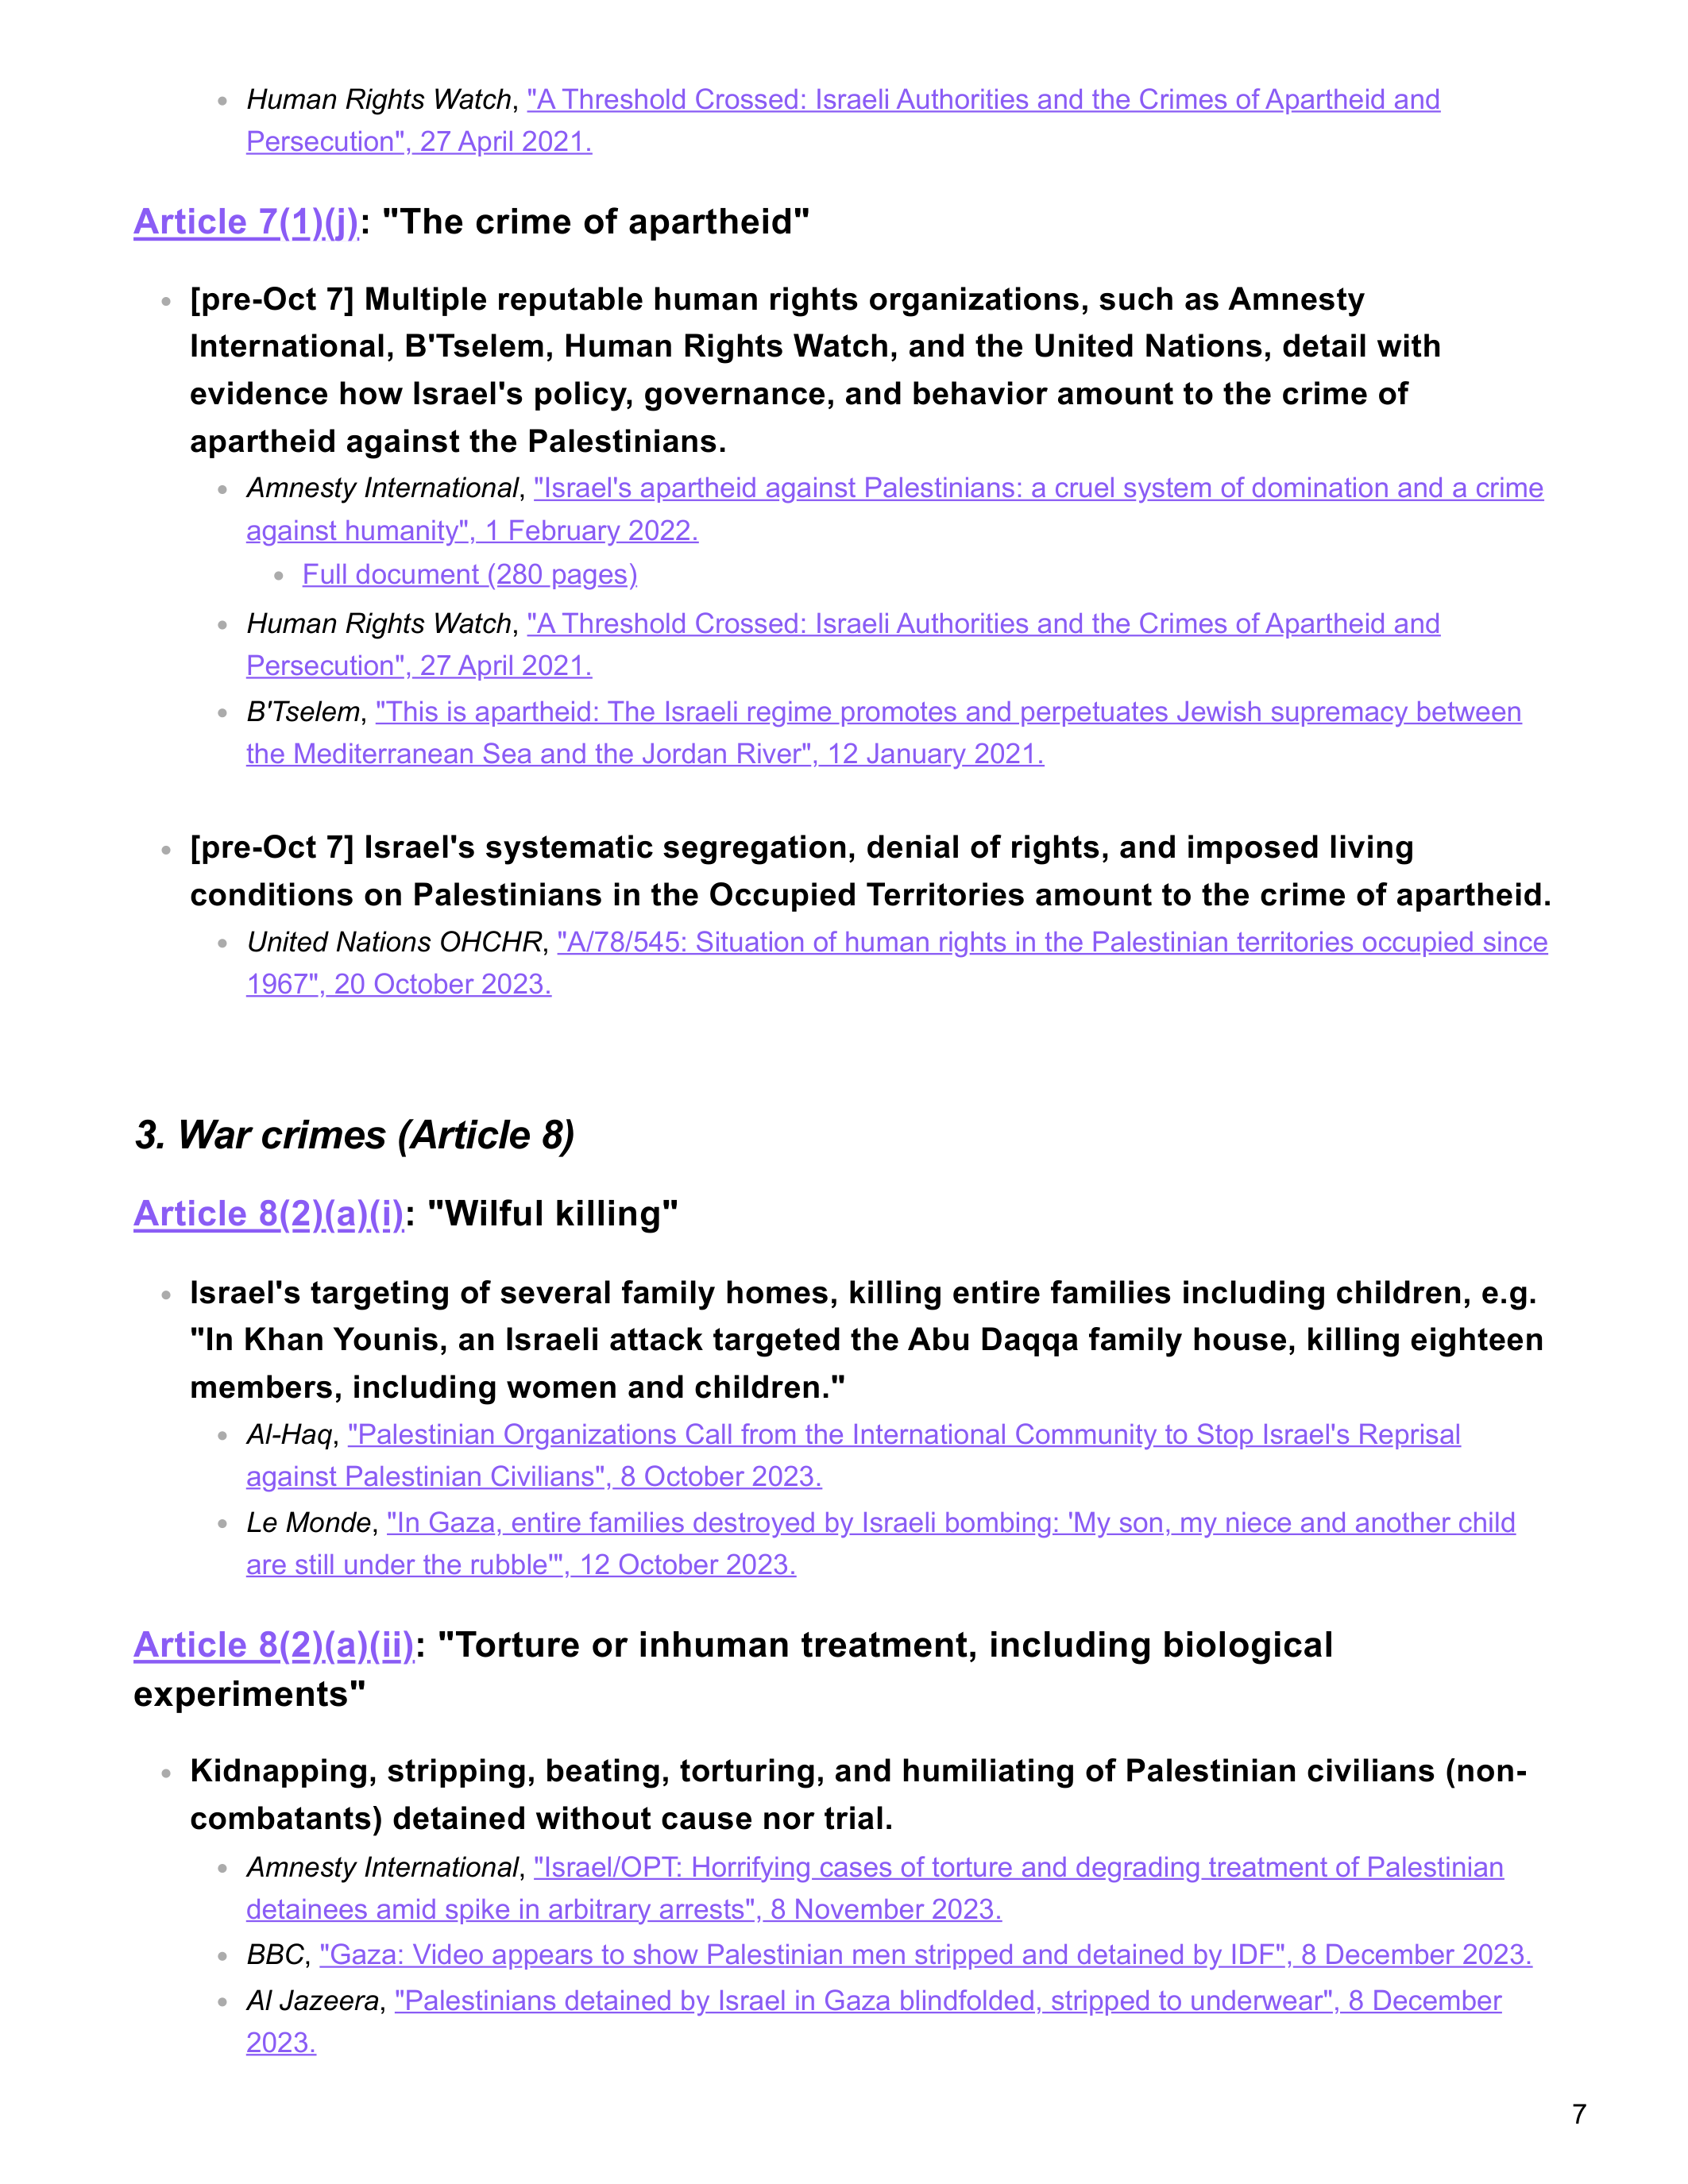 Human Rights Watch, "A Threshold Crossed: Israeli Authorities and the Crimes of Apartheid and
Persecution", 27 April 2021.
Article 7(1)(j): "The crime of apartheid"
[pre-Oct 7] Multiple reputable human rights organizations, such as Amnesty
International, B'Tselem, Human Rights Watch, and the United Nations, detail with
evidence how Israel's policy, governance, and behavior amount to the crime of
apartheid against the Palestinians.
Amnesty International, "Israel's apartheid against Palestinians: a cruel system of domination and a crime
against humanity", 1 February 2022.
Full document (280 pages)
Human Rights Watch, "A Threshold Crossed: Israeli Authorities and the Crimes of Apartheid and
Persecution", 27 April 2021.
B'Tselem, "This is apartheid: The Israeli regime promotes and perpetuates Jewish supremacy between
the Mediterranean Sea and the Jordan River", 12 January 2021.
[pre-Oct 7] Israel's systematic segregation, denial of rights, and imposed living
conditions on Palestinians in the Occupied Territories amount to the crime of apartheid.
United Nations OHCHR, "A/78/545: Situation of human rights in the Palestinian territories occupied since
1967", 20 October 2023.
3. War crimes (Article 8)
Article 8(2)(a)(i): "Wilful killing"
Israel's targeting of several family homes, killing entire families including children, e.g.
"In Khan Younis, an Israeli attack targeted the Abu Daqqa family house, killing eighteen
members, including women and children."
Al-Haq, "Palestinian Organizations Call from the International Community to Stop Israel's Reprisal
against Palestinian Civilians", 8 October 2023.
Le Monde, "In Gaza, entire families destroyed by Israeli bombing: 'My son, my niece and another child
are still under the rubble'", 12 October 2023.
Article 8(2)(a)(ii): "Torture or inhuman treatment, including biological
experiments"
Kidnapping, stripping, beating, torturing, and humiliating of Palestinian civilians (non-
combatants) detained without cause nor trial.
Amnesty International, "Israel/OPT: Horrifying cases of torture and degrading treatment of Palestinian
detainees amid spike in arbitrary arrests", 8 November 2023.
BBC, "Gaza: Video appears to show Palestinian men stripped and detained by IDF", 8 December 2023.
Al Jazeera, "Palestinians detained by Israel in Gaza blindfolded, stripped to underwear", 8 December
2023.
7